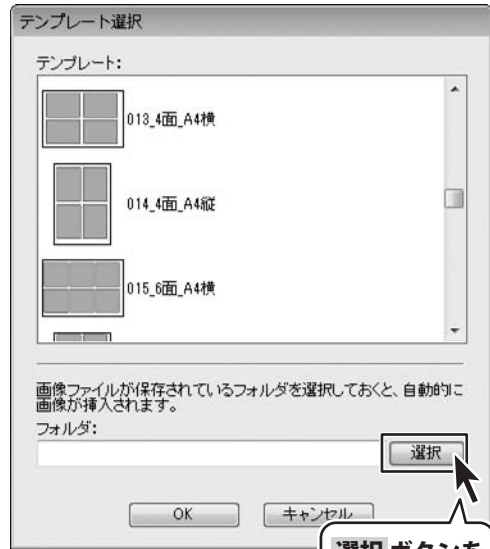 テンプレート選択
テンプレート:
013_4面_A4横
014_4面_A4縦
015_6面_A4横
画像ファイルが保存されているフォルダを選択しておくと、自動的に
画像が挿入されます。
フォルダ:
選択
OK
キャンセル
選択 ボタンを